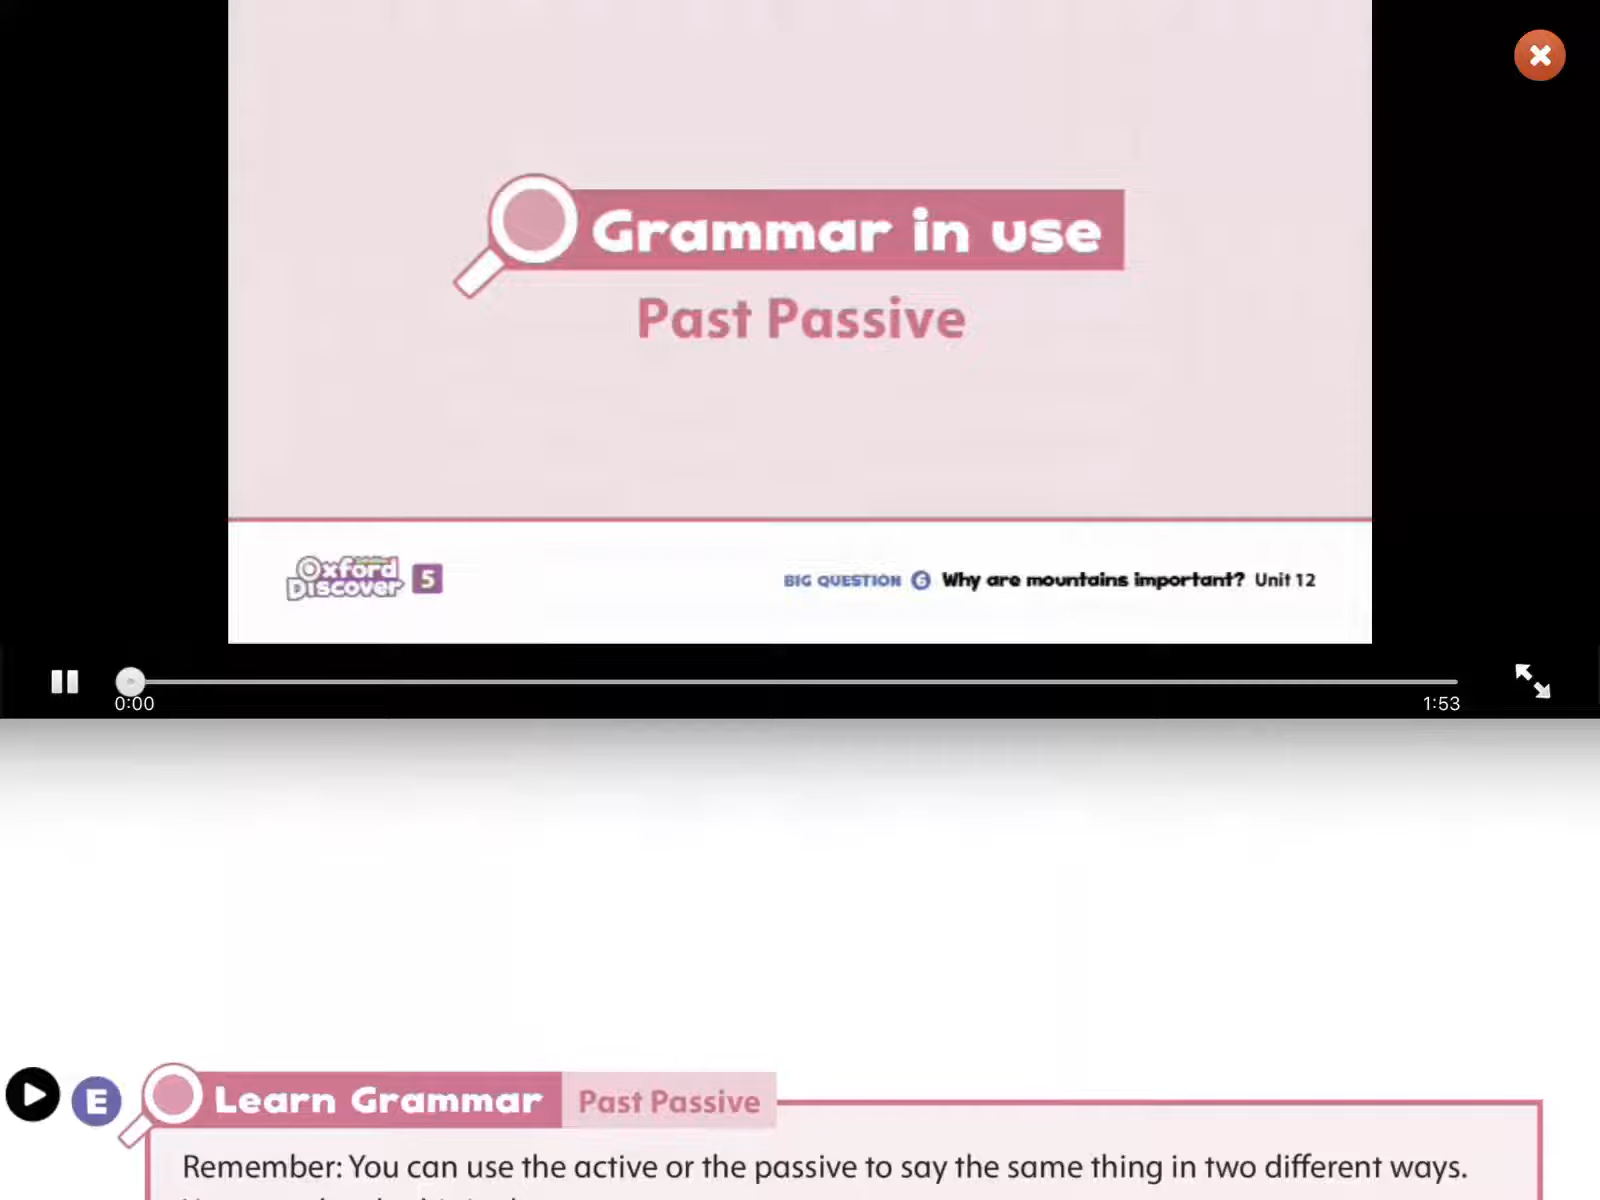 Grammar in use
Past Passive
Oxford
Discover 5
BIG QUESTION 6 Why are mountains important? Unit 12
0:00
1:53
E
Learn Grammar Past Passive
Remember: You can use the active or the passive to say the same thing in two different ways.